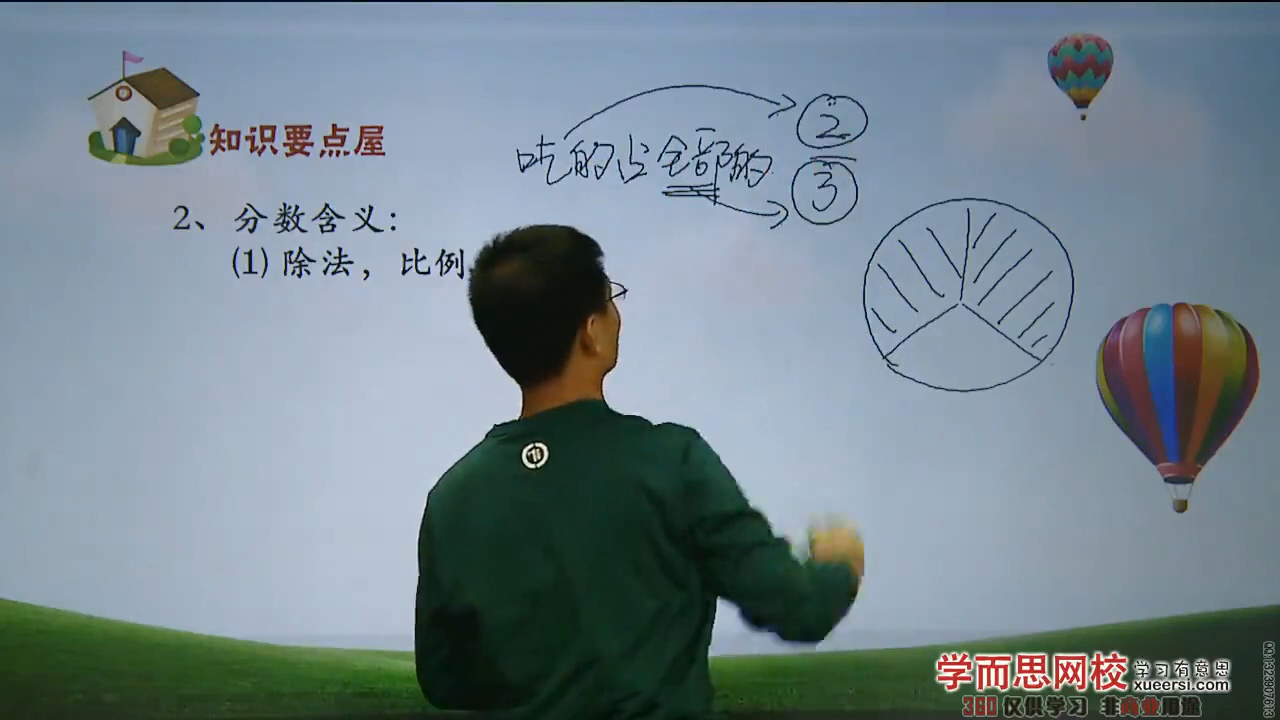 知识要点屋
吃的占全部的 2/3
2、分数含义：
(1) 除法，比例
学而思网校
学习有意思
xueersi.com
360 仅供学习 非商业用途